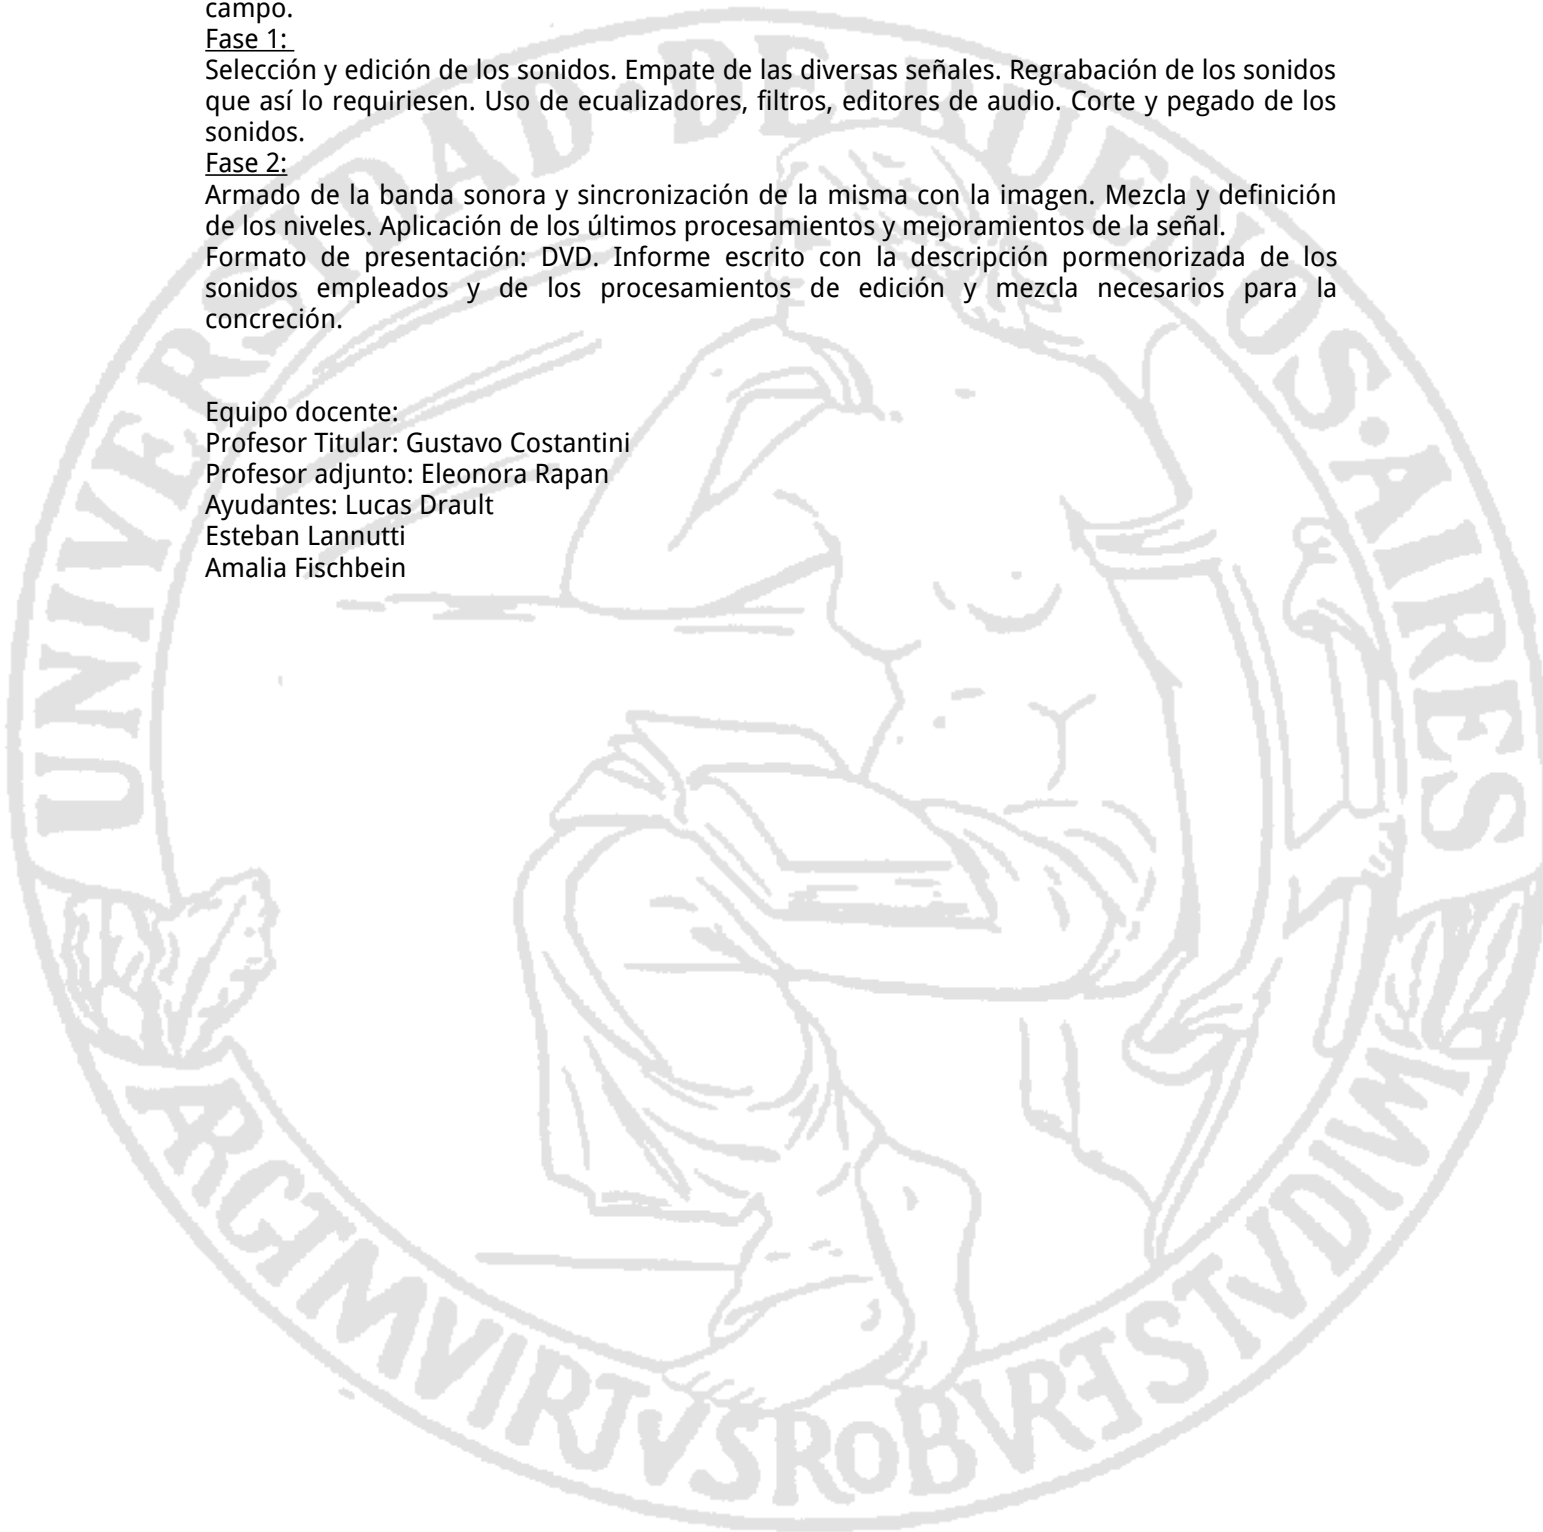 campo.
Fase 1:
Selección y edición de los sonidos. Empate de las diversas señales. Regrabación de los sonidos
que así lo requiriesen. Uso de ecualizadores, filtros, editores de audio. Corte y pegado de los
sonidos.
Fase 2:
Armado de la banda sonora y sincronización de la misma con la imagen. Mezcla y definición
de los niveles. Aplicación de los últimos procesamientos y mejoramientos de la señal.
Formato de presentación: DVD. Informe escrito con la descripción pormenorizada de los
sonidos empleados y de los procesamientos de edición y mezcla necesarios para la
concreción.
Equipo docente:
Profesor Titular: Gustavo Costantini
Profesor adjunto: Eleonora Rapan
Ayudantes: Lucas Drault
Esteban Lannutti
Amalia Fischbein
UNIVERSIDAD·DE·BUENOS·AIRES
ARGTMVIRTVSROBVRETSTVDIVM